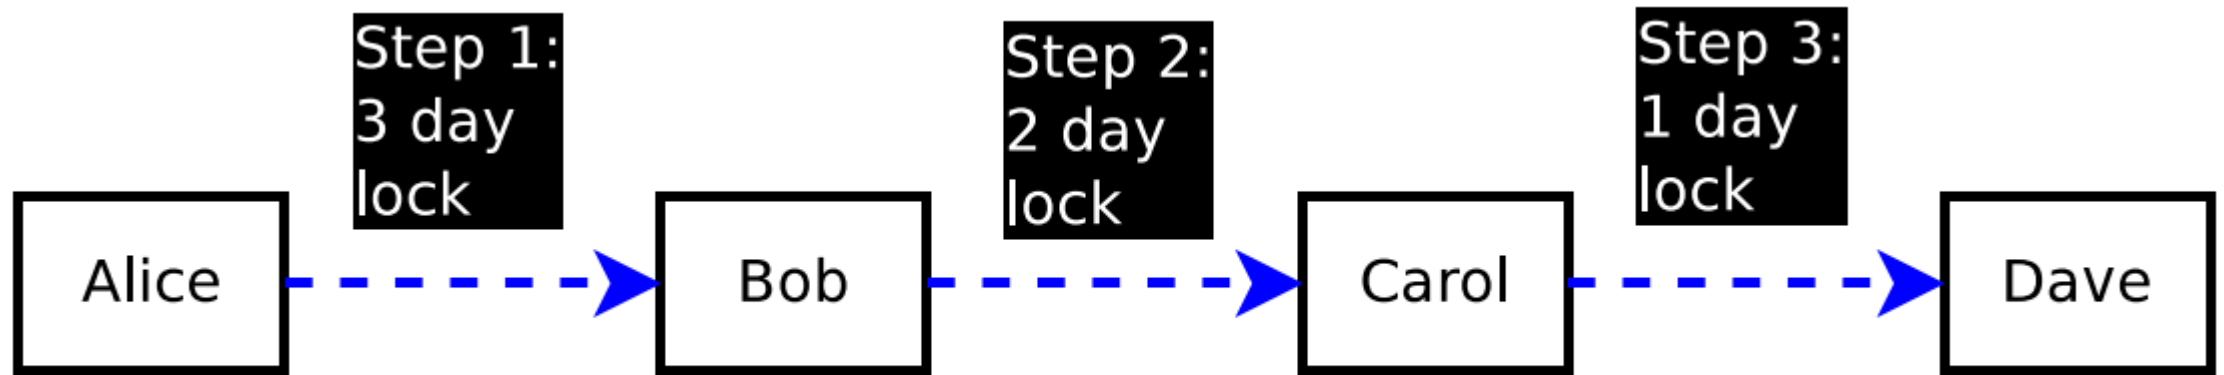 Step 1:
3 day
lock
Step 2:
2 day
lock
Step 3:
1 day
lock
Alice
Bob
Carol
Dave